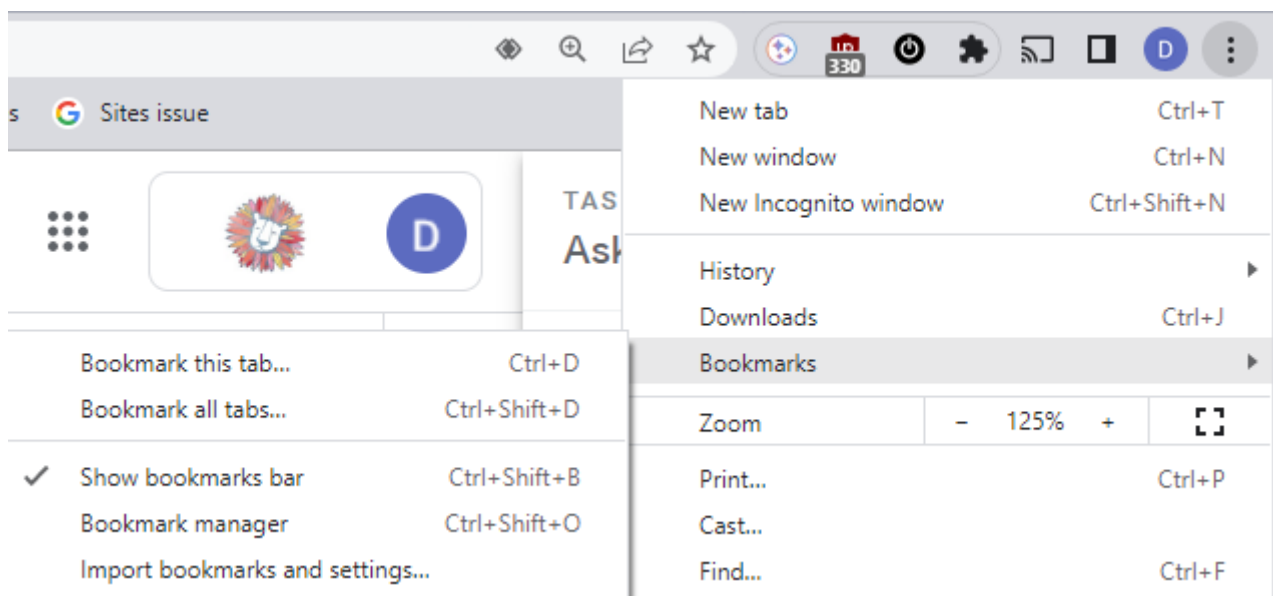 330
D
s Sites issue
D
TAS
Ask
New tab Ctrl+T
New window Ctrl+N
New Incognito window Ctrl+Shift+N
History
Downloads Ctrl+J
Bookmarks
Zoom - 125% +
Print... Ctrl+P
Cast...
Find... Ctrl+F
Bookmark this tab... Ctrl+D
Bookmark all tabs... Ctrl+Shift+D
Show bookmarks bar Ctrl+Shift+B
Bookmark manager Ctrl+Shift+O
Import bookmarks and settings...